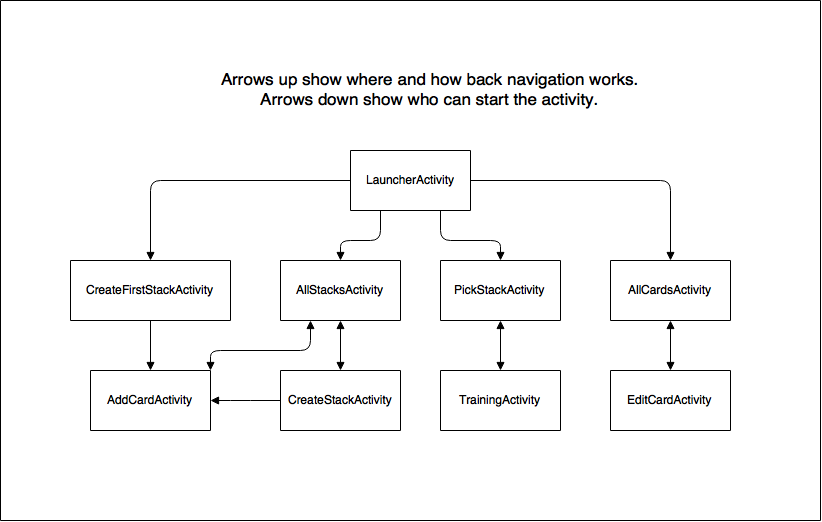 Arrows up show where and how back navigation works.
Arrows down show who can start the activity.
LauncherActivity
CreateFirstStackActivity
AllStacksActivity
PickStackActivity
AllCardsActivity
AddCardActivity
CreateStackActivity
TrainingActivity
EditCardActivity